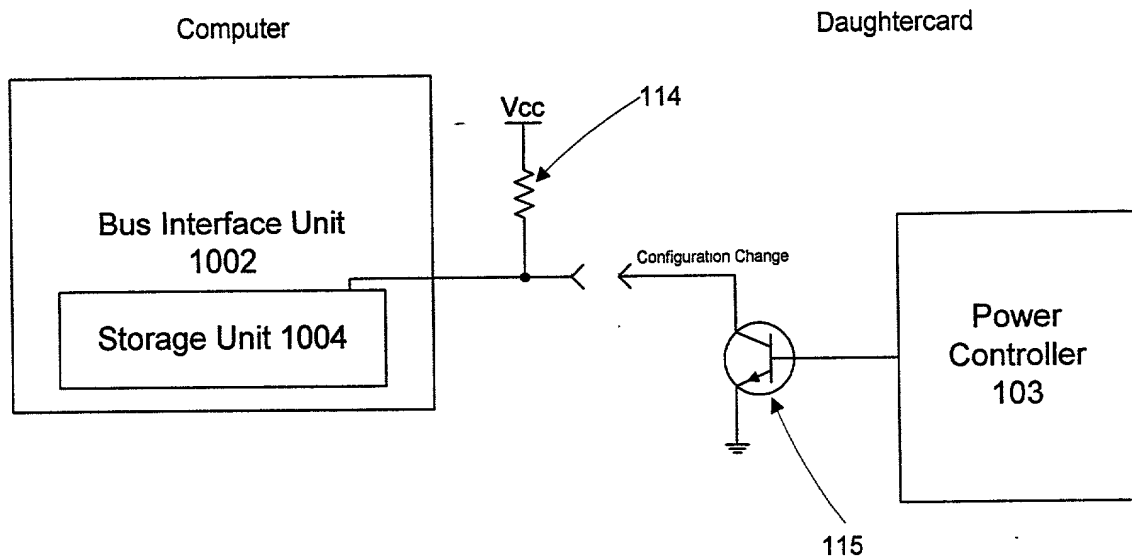 Computer
Daughtercard
Vcc
114
Bus Interface Unit
1002
Storage Unit 1004
Configuration Change
Power
Controller
103
115